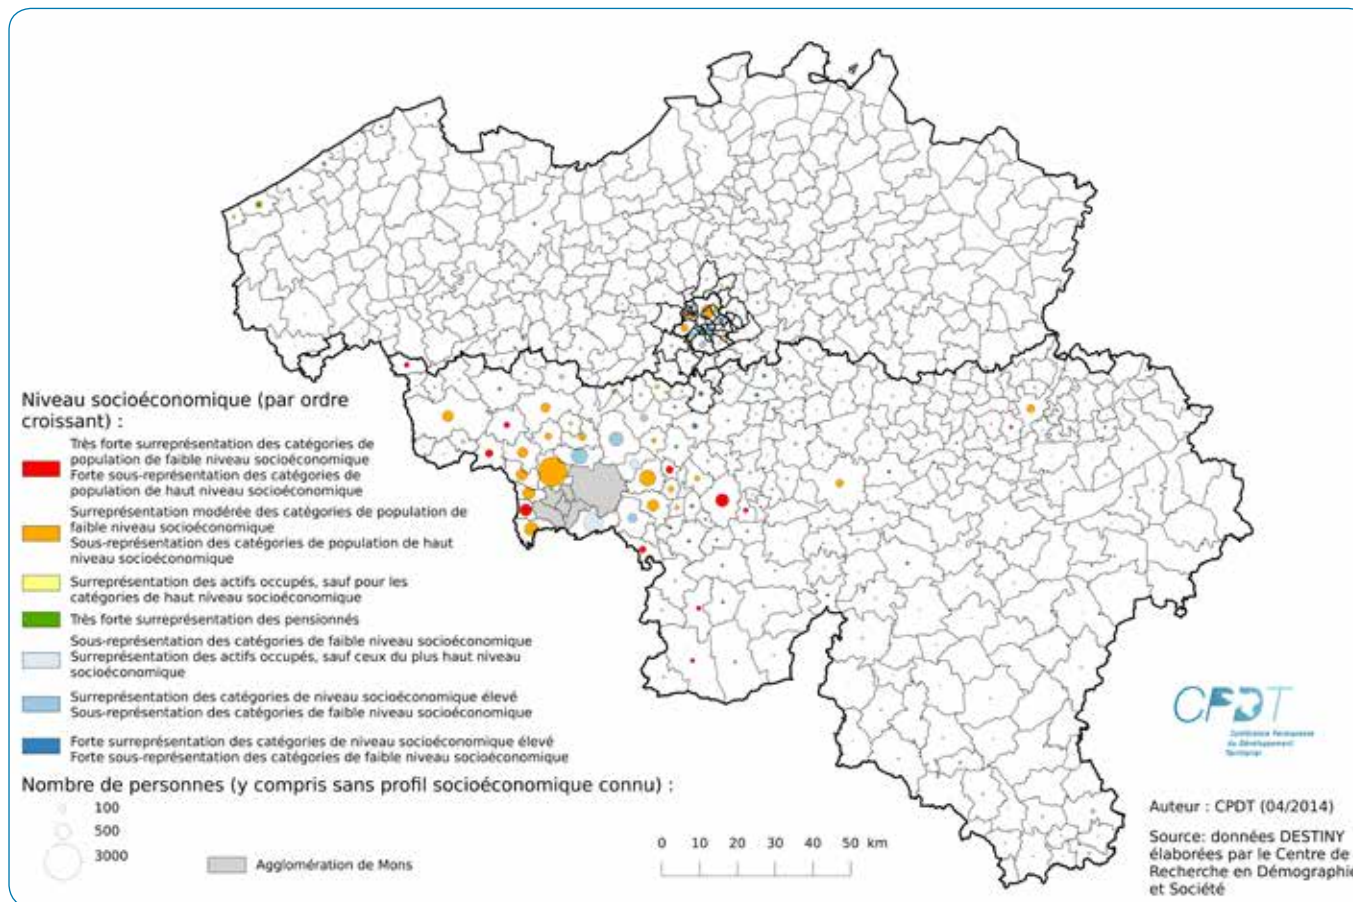 Niveau socioéconomique (par ordre
croissant) :
Très forte surreprésentation des catégories de
population de faible niveau socioéconomique
Forte sous-représentation des catégories de
population de haut niveau socioéconomique
Surreprésentation modérée des catégories de population de
faible niveau socioéconomique
Sous-représentation des catégories de population de haut
niveau socioéconomique
Surreprésentation des actifs occupés, sauf pour les
catégories de haut niveau socioéconomique
Très forte surreprésentation des pensionnés
Sous-représentation des catégories de faible niveau socioéconomique
Surreprésentation des actifs occupés, sauf ceux du plus haut niveau
socioéconomique
Surreprésentation des catégories de niveau socioéconomique élevé
Sous-représentation des catégories de faible niveau socioéconomique
Forte surreprésentation des catégories de niveau socioéconomique élevé
Forte sous-représentation des catégories de faible niveau socioéconomique
Nombre de personnes (y compris sans profil socioéconomique connu) :
100
500
3000
Agglomération de Mons
0 10 20 30 40 50 km
CPDT
Conférence Permanente
du Développement
Territorial
Auteur : CPDT (04/2014)
Source: données DESTINY
élaborées par le Centre de
Recherche en Démographie
et Société